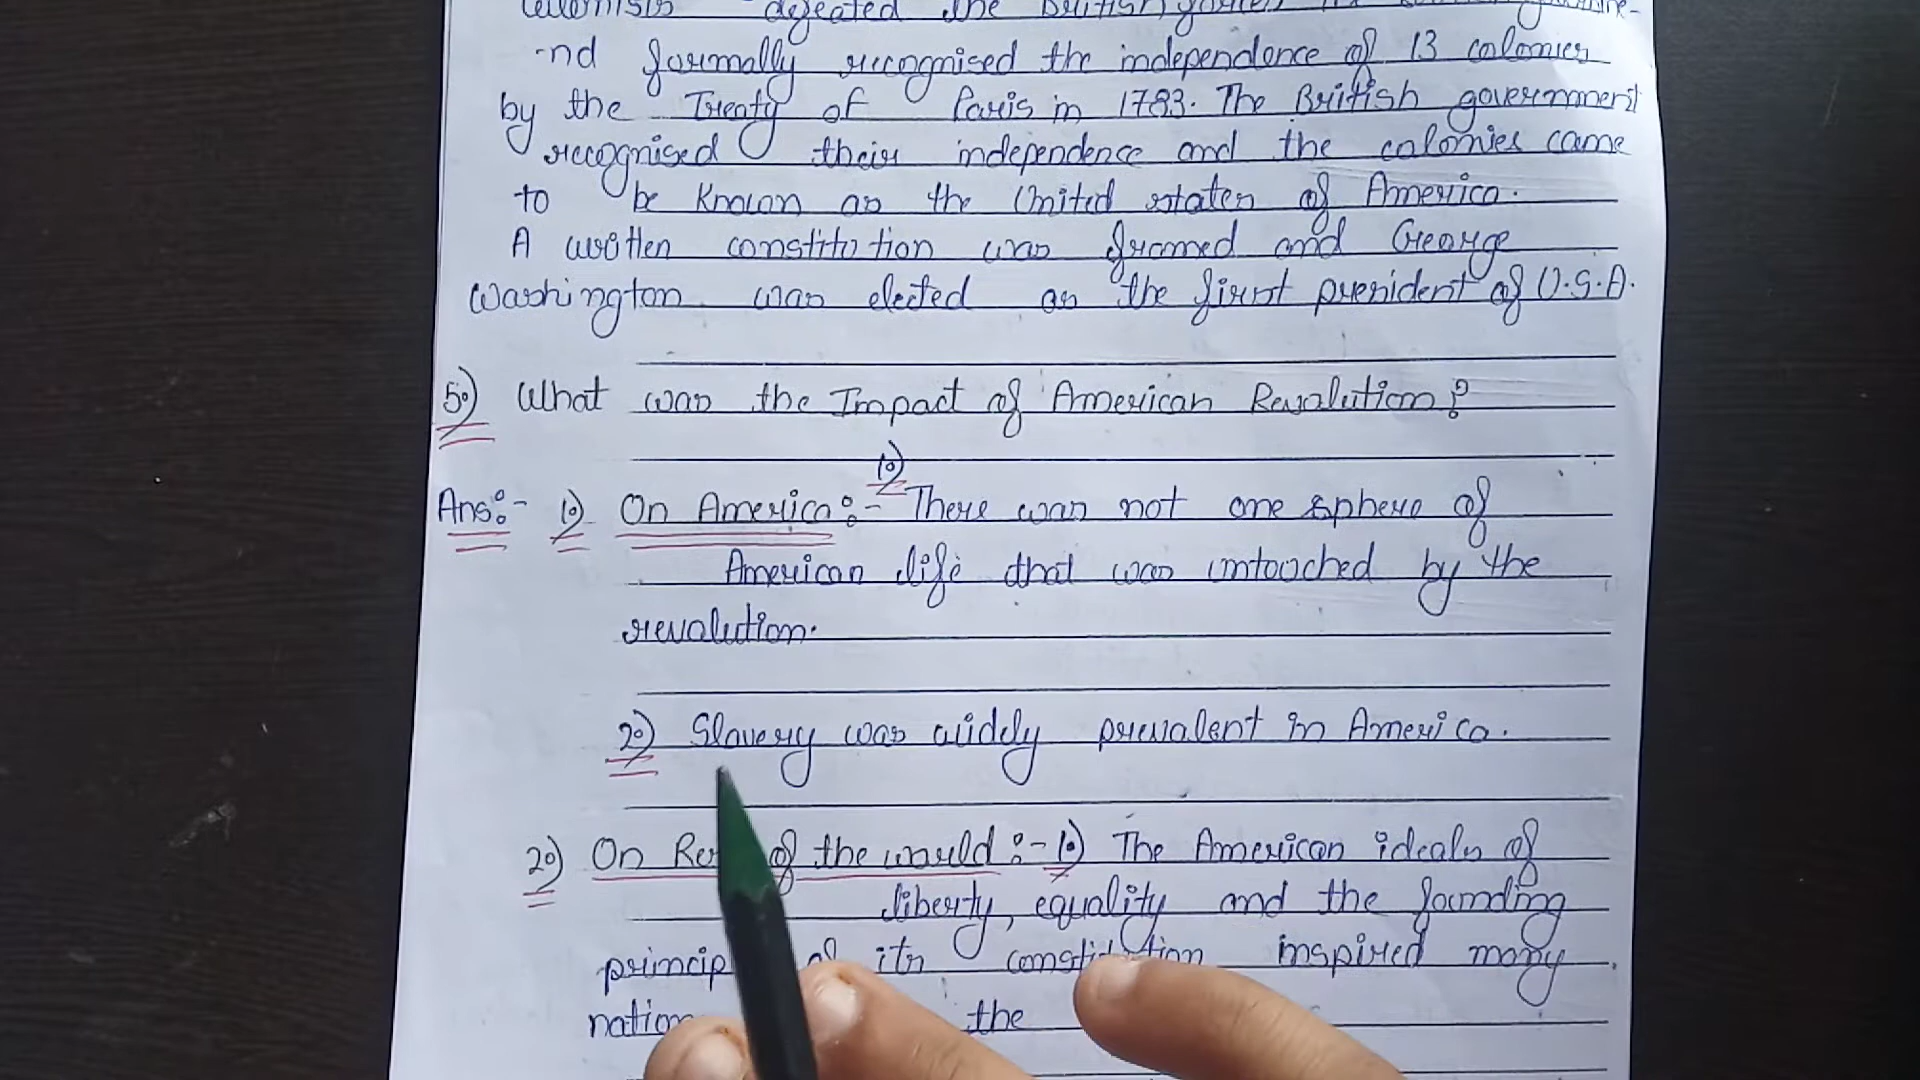 defeated the British
-nd formally recognised the independence of 13 colonies
by the Treaty of Paris in 1783. The British government
recognised their independence and the colonies came
to be known as the United states of America.
A written constitution was framed and George
Washington was elected as the first president of U.S.A.
5) What was the Impact of American Revolution?
1)
Ans:- 1) On America:- There was not one sphere of
American life that was untouched by the
revolution.
2) Slavery was widely prevalent in America.
2) On of the world :- 1) The American ideals of
liberty, equality and the founding
its constitution inspired many
the